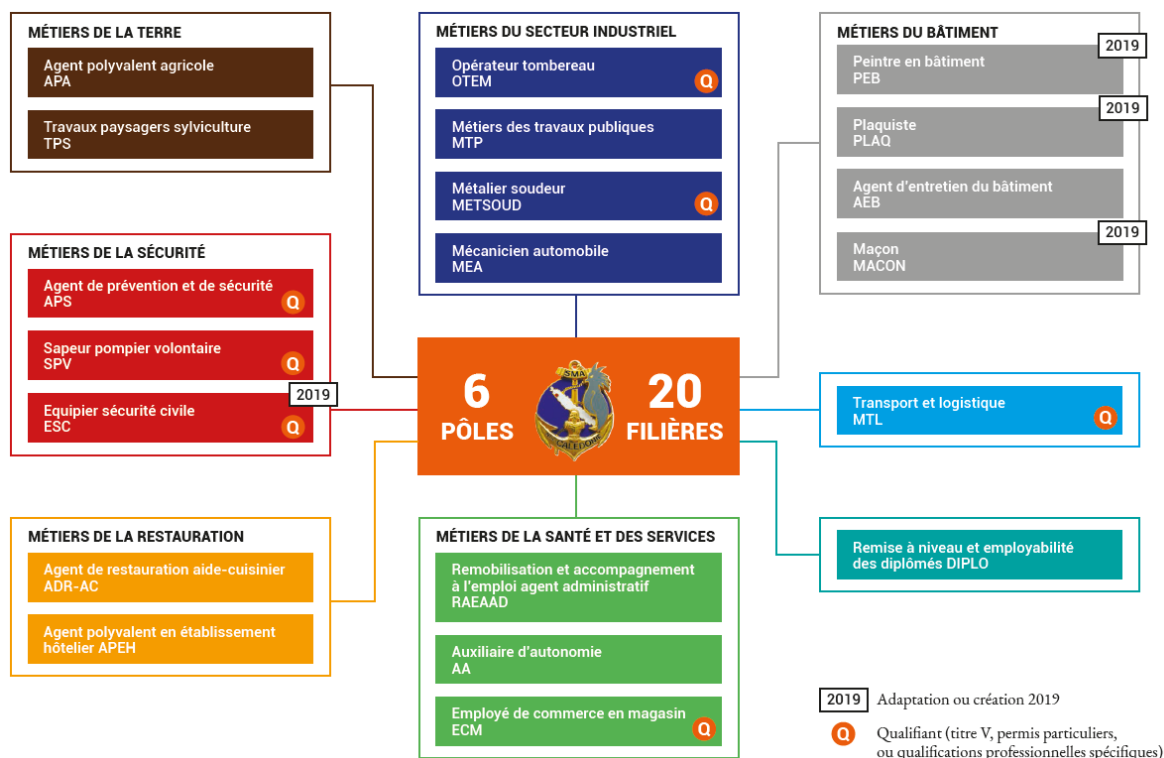 MÉTIERS DE LA TERRE
Agent polyvalent agricole
APA
Travaux paysagers sylviculture
TPS
MÉTIERS DU SECTEUR INDUSTRIEL
Opérateur tombereau
OTEM
Q
Métiers des travaux publiques
MTP
Métalier soudeur
METSOUD
Q
Mécanicien automobile
MEA
MÉTIERS DU BÂTIMENT
2019
Peintre en bâtiment
PEB
2019
Plaquiste
PLAQ
Agent d'entretien du bâtiment
AEB
2019
Maçon
MACON
MÉTIERS DE LA SÉCURITÉ
Agent de prévention et de sécurité
APS
Q
Sapeur pompier volontaire
SPV
Q
2019
Equipier sécurité civile
ESC
Q
6
PÔLES
SMA
CALEDONIE
20
FILIÈRES
Transport et logistique
MTL
Q
MÉTIERS DE LA RESTAURATION
Agent de restauration aide-cuisinier
ADR-AC
Agent polyvalent en établissement
hôtelier APEH
MÉTIERS DE LA SANTÉ ET DES SERVICES
Remobilisation et accompagnement
à l'emploi agent administratif
RAEAAD
Auxiliaire d'autonomie
AA
Employé de commerce en magasin
ECM
Q
Remise à niveau et employabilité
des diplômés DIPLO
2019 Adaptation ou création 2019
Q Qualifiant (titre V, permis particuliers,
ou qualifications professionnelles spécifiques)